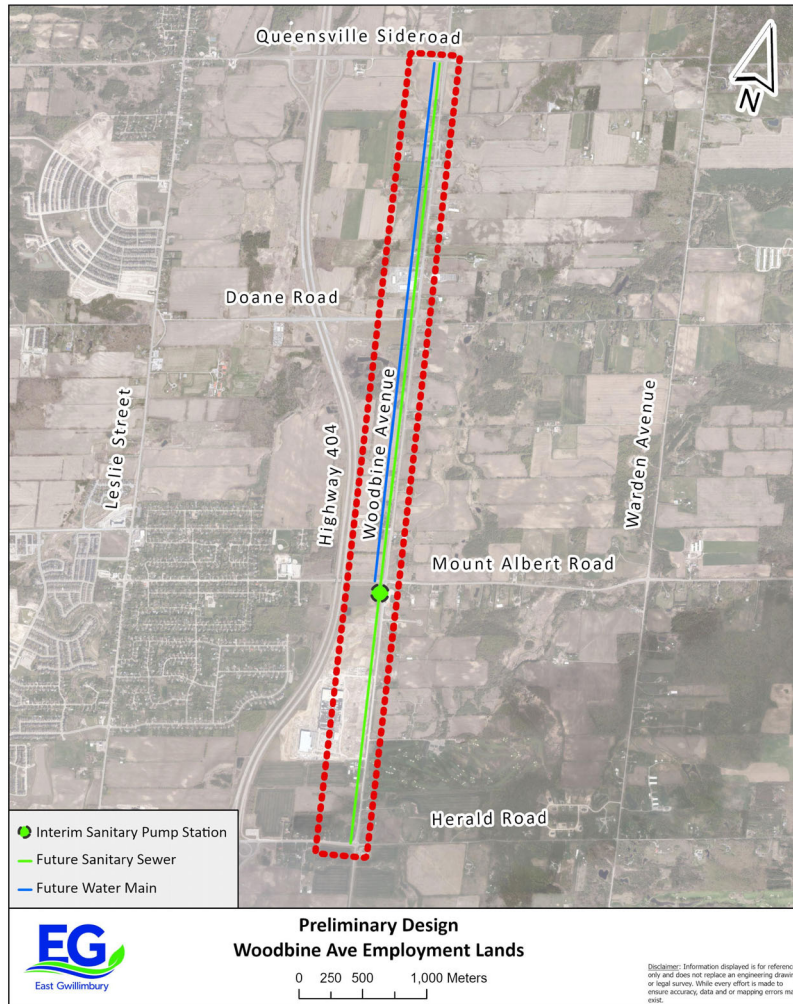 Queensville Sideroad
N
Doane Road
Leslie Street
Highway 404
Woodbine Avenue
Warden Avenue
Mount Albert Road
Herald Road
Interim Sanitary Pump Station
Future Sanitary Sewer
Future Water Main
EG
East Gwillimbury
Preliminary Design
Woodbine Ave Employment Lands
0 250 500 1,000 Meters
Disclaimer: Information displayed is for referenc
only and does not replace an engineering drawin
or legal survey. While every effort is made to
ensure accuracy, data and or mapping errors ma
exist.